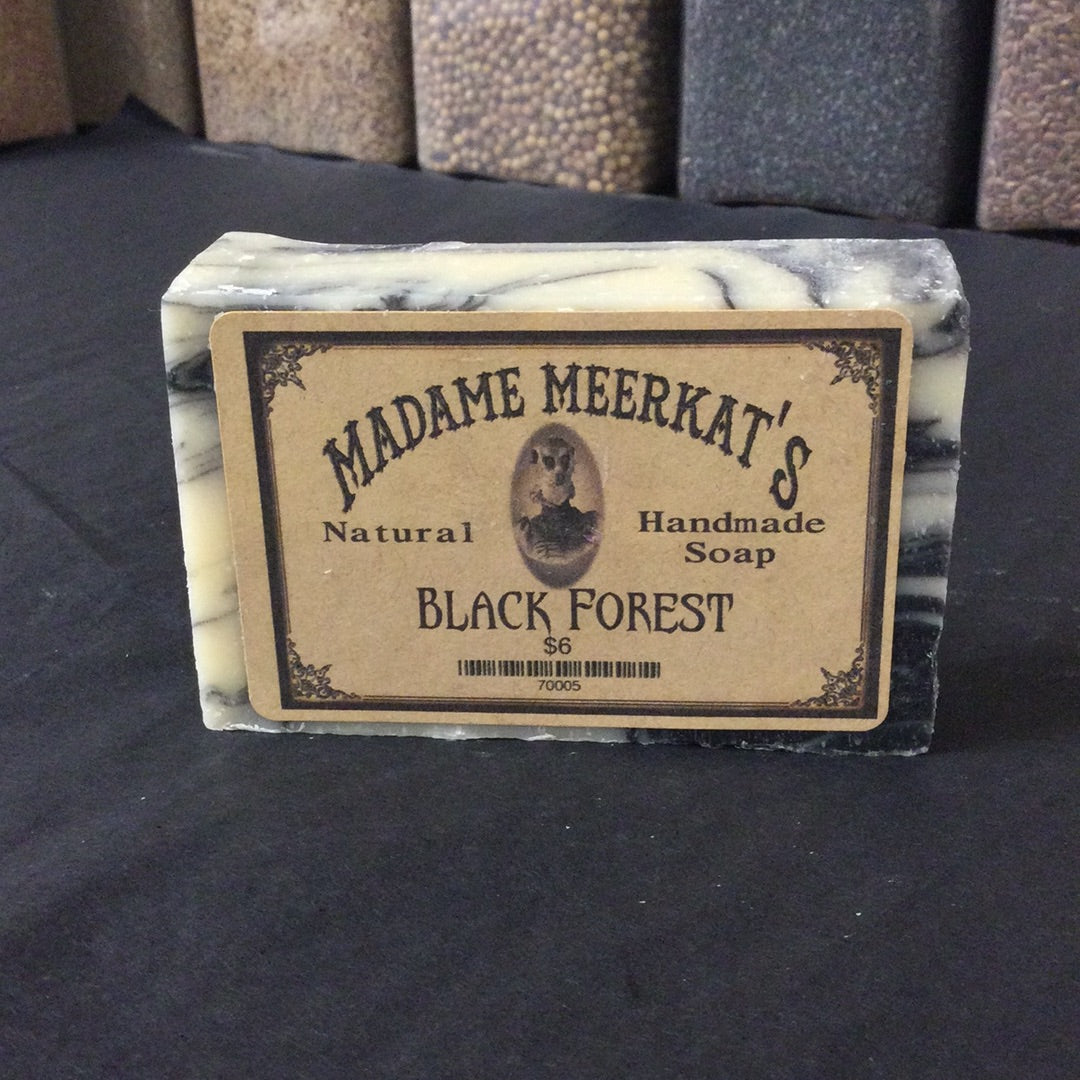 MADAME MEERKAT'S
Natural
Handmade
Soap
BLACK FOREST
$6
70005